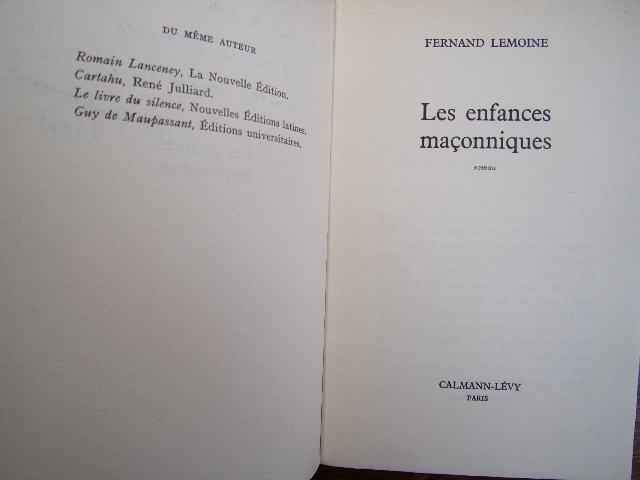 DU MÊME AUTEUR
Romain Lanceney, La Nouvelle Édition.
Cartahu, René Julliard.
Le livre du silence, Nouvelles Éditions latines.
Guy de Maupassant, Éditions universitaires.
FERNAND LEMOINE
Les enfances
maçonniques
roman
CALMANN-LÉVY
PARIS